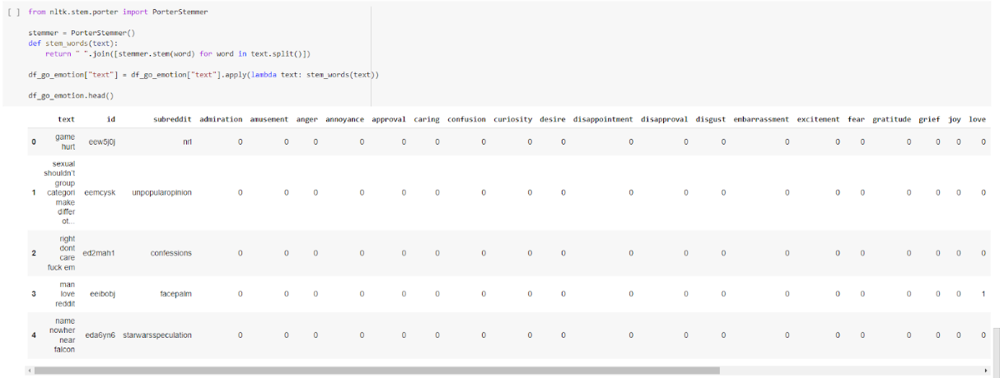 [ ] from nltk.stem.porter import PorterStemmer
stemmer = PorterStemmer()
def stem_words(text):
return " ".join([stemmer.stem(word) for word in text.split()])
df_go_emotion["text"] = df_go_emotion["text"].apply(lambda text: stem_words(text))
df_go_emotion.head()
text id subreddit admiration amusement anger annoyance approval caring confusion curiosity desire disappointment disapproval disgust embarrassment excitement fear gratitude grief joy love
0 game hurt eew5j0j nrl 0 0 0 0 0 0 0 0 0 0 0 0 0 0 0 0 0 0 0
1 sexual shouldn't group categori make differ ot... eemcysk unpopularopinion 0 0 0 0 0 0 0 0 0 0 0 0 0 0 0 0 0 0 0
2 right dont care fuck em ed2mah1 confessions 0 0 0 0 0 0 0 0 0 0 0 0 0 0 0 0 0 0 0
3 man love reddit eeibobj facepalm 0 0 0 0 0 0 0 0 0 0 0 0 0 0 0 0 0 0 1
4 name nowher near falcon eda6yn6 starwarsspeculation 0 0 0 0 0 0 0 0 0 0 0 0 0 0 0 0 0 0 0